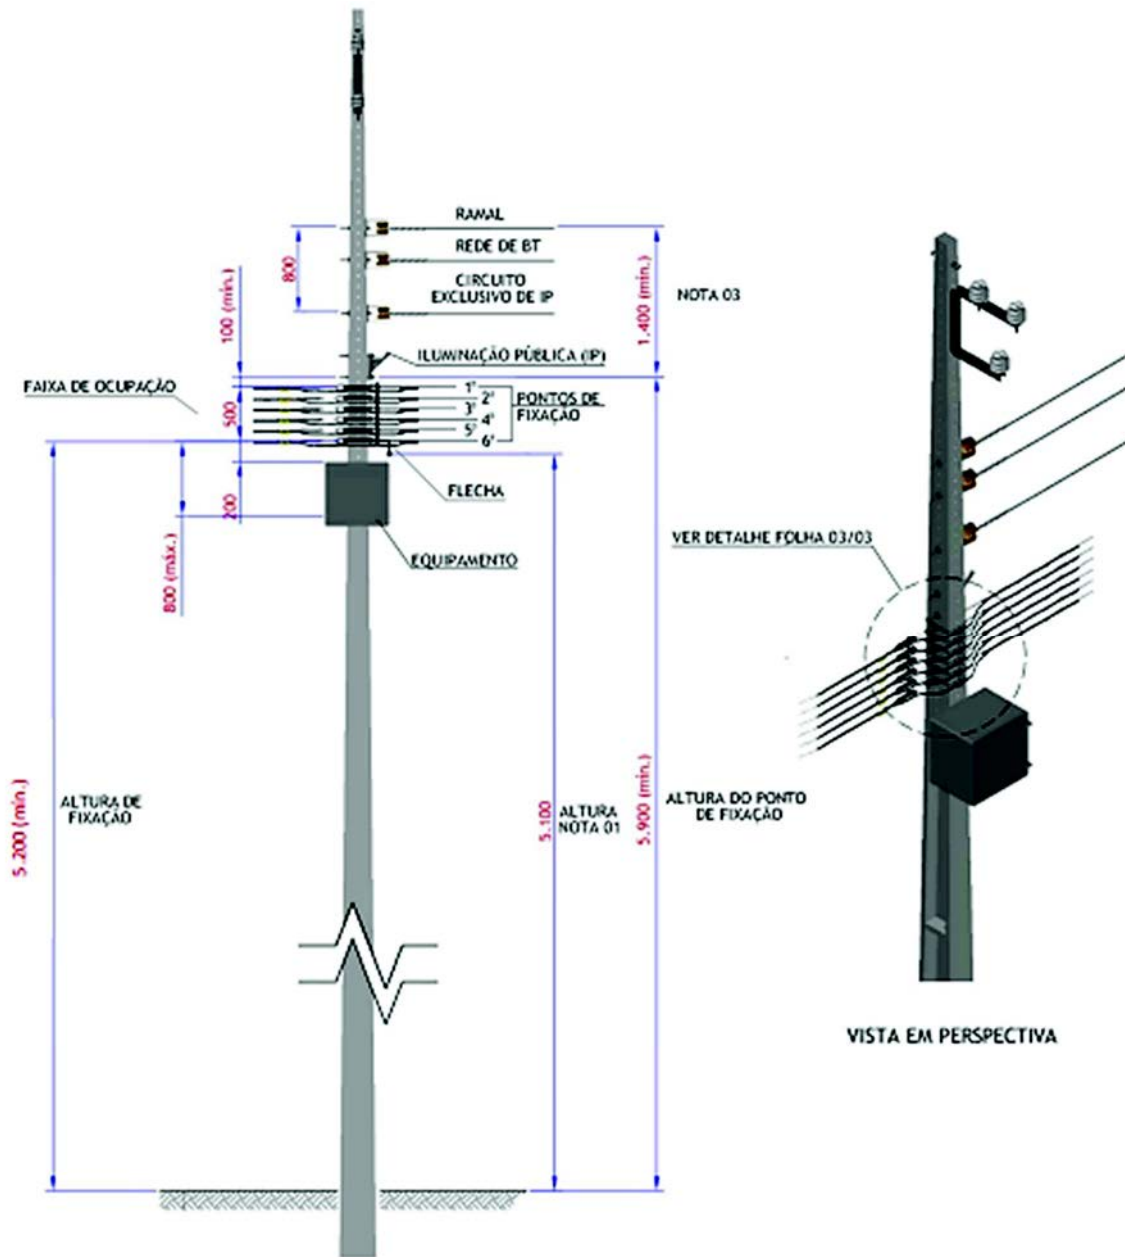 RAMAL
REDE DE BT
CIRCUITO
EXCLUSIVO DE IP
800
100 (mín.)
1.400 (mín.)
NOTA 03
ILUMINAÇÃO PÚBLICA (IP)
FAIXA DE OCUPAÇÃO
500
1º
2º
3º
4º
5º
6º
PONTOS DE
FIXAÇÃO
FLECHA
200
800 (máx.)
EQUIPAMENTO
VER DETALHE FOLHA 03/03
5.200 (mín.)
ALTURA DE
FIXAÇÃO
5.100
ALTURA
NOTA 01
5.900 (mín.)
ALTURA DO PONTO
DE FIXAÇÃO
VISTA EM PERSPECTIVA